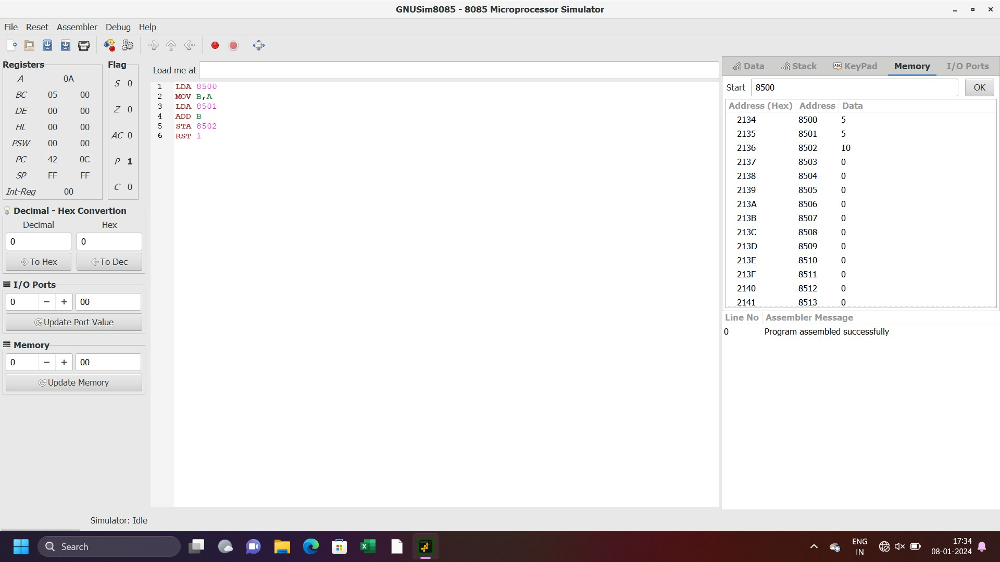 GNUSim8085 - 8085 Microprocessor Simulator
File Reset Assembler Debug Help
Registers
A 0A
BC 05 00
DE 00 00
HL 00 00
PSW 00 00
PC 42 0C
SP FF FF
Int-Reg 00
Flag
S 0
Z 0
AC 0
P 1
C 0
Decimal - Hex Convertion
Decimal Hex
0 0
To Hex To Dec
I/O Ports
0 − + 00
Update Port Value
Memory
0 − + 00
Update Memory
Load me at
1 LDA 8500
2 MOV B,A
3 LDA 8501
4 ADD B
5 STA 8502
6 RST 1
Data Stack Abc KeyPad Memory I/O Ports
Start 8500 OK
Address (Hex) Address Data
2134 8500 5
2135 8501 5
2136 8502 10
2137 8503 0
2138 8504 0
2139 8505 0
213A 8506 0
213B 8507 0
213C 8508 0
213D 8509 0
213E 8510 0
213F 8511 0
2140 8512 0
2141 8513 0
Line No Assembler Message
0 Program assembled successfully
Simulator: Idle
Search
ENG
IN
17:34
08-01-2024